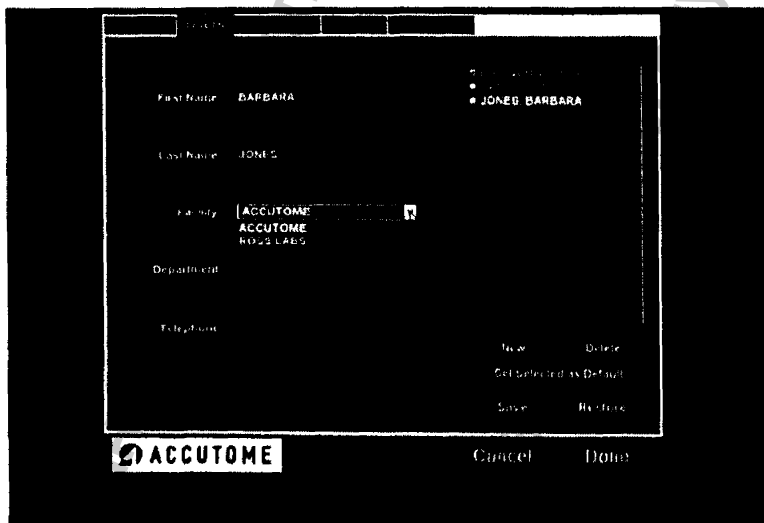 First Name BARBARA
JONES, BARBARA
Last Name JONES
Facility ACCUTOME
ACCUTOME
ROSS LABS
Department
Telephone
New Delete
Set Selected as Default
Save Restore
ACCUTOME Cancel Done